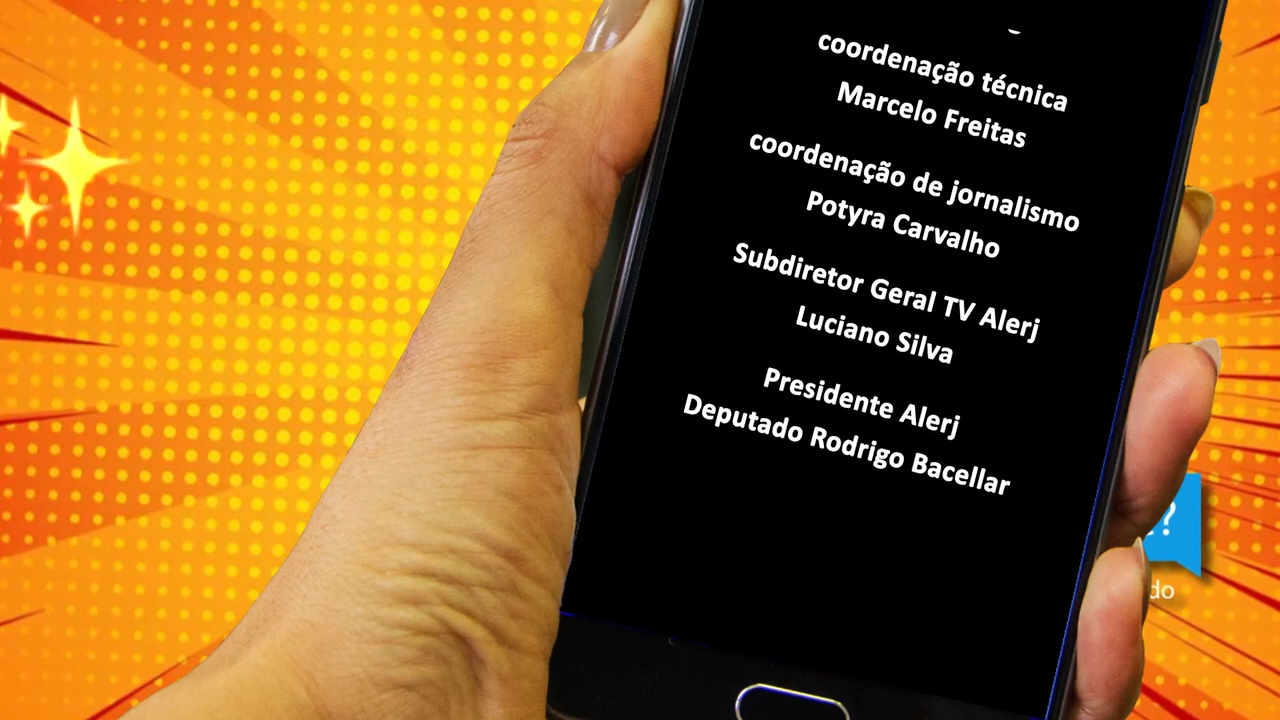 coordenação técnica
Marcelo Freitas
coordenação de jornalismo
Potyra Carvalho
Subdiretor Geral TV Alerj
Luciano Silva
Presidente Alerj
Deputado Rodrigo Bacellar
?
do